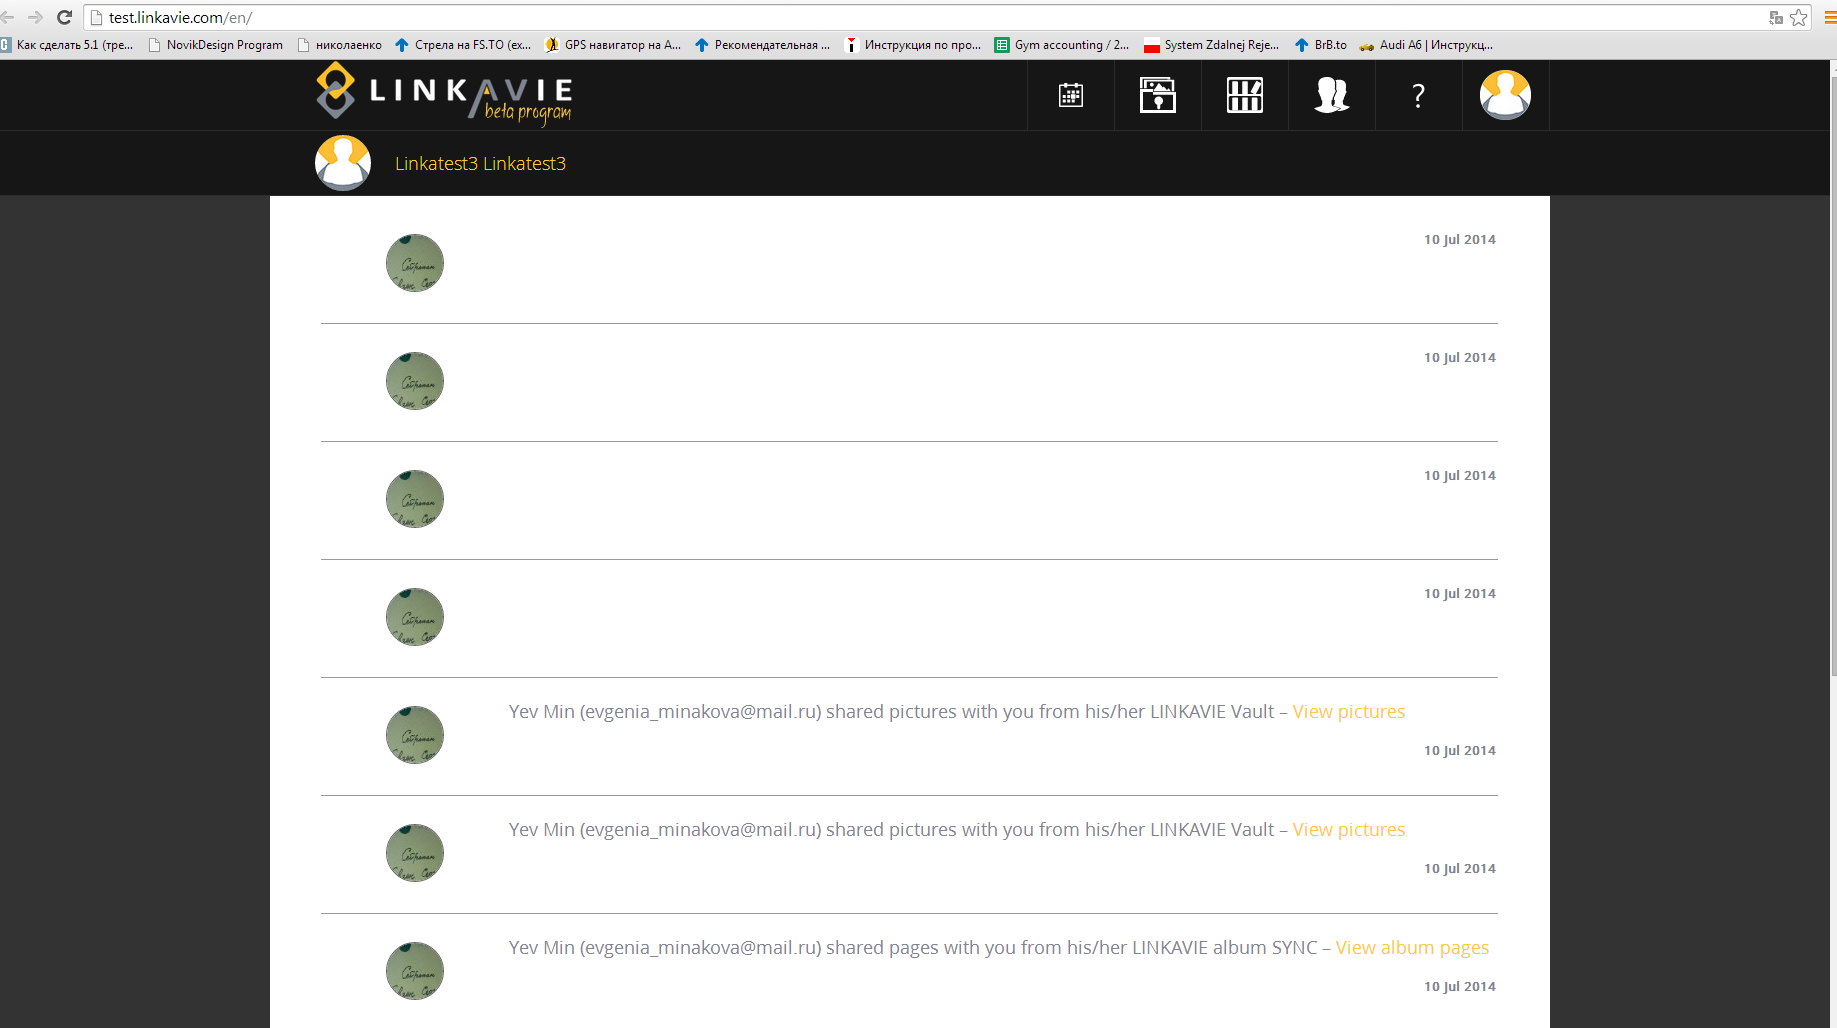 test.linkavie.com/en/
Как сделать 5.1 (тре... NovikDesign Program николаенко Стрела на FS.TO (ex... GPS навигатор на А... Рекомендательная ... Инструкция по про... Gym accounting / 2... System Zdalnej Reje... BrB.to Audi A6 | Инструкц...
LINKAVIE
beta program
?
Linkatest3 Linkatest3
10 Jul 2014
10 Jul 2014
10 Jul 2014
10 Jul 2014
Yev Min (evgenia_minakova@mail.ru) shared pictures with you from his/her LINKAVIE Vault – View pictures
10 Jul 2014
Yev Min (evgenia_minakova@mail.ru) shared pictures with you from his/her LINKAVIE Vault – View pictures
10 Jul 2014
Yev Min (evgenia_minakova@mail.ru) shared pages with you from his/her LINKAVIE album SYNC – View album pages
10 Jul 2014